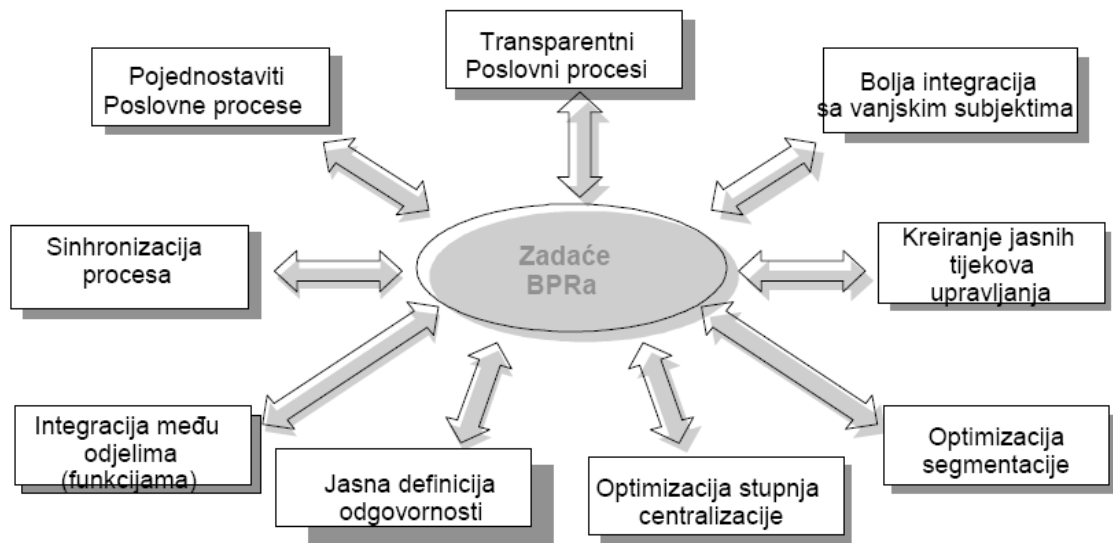 Transparentni
Poslovni procesi
Pojednostaviti
Poslovne procese
Bolja integracija
sa vanjskim subjektima
Sinhronizacija
procesa
Zadaće
BPRa
Kreiranje jasnih
tijekova
upravljanja
Integracija među
odjelima
(funkcijama)
Jasna definicija
odgovornosti
Optimizacija stupnja
centralizacije
Optimizacija
segmentacije